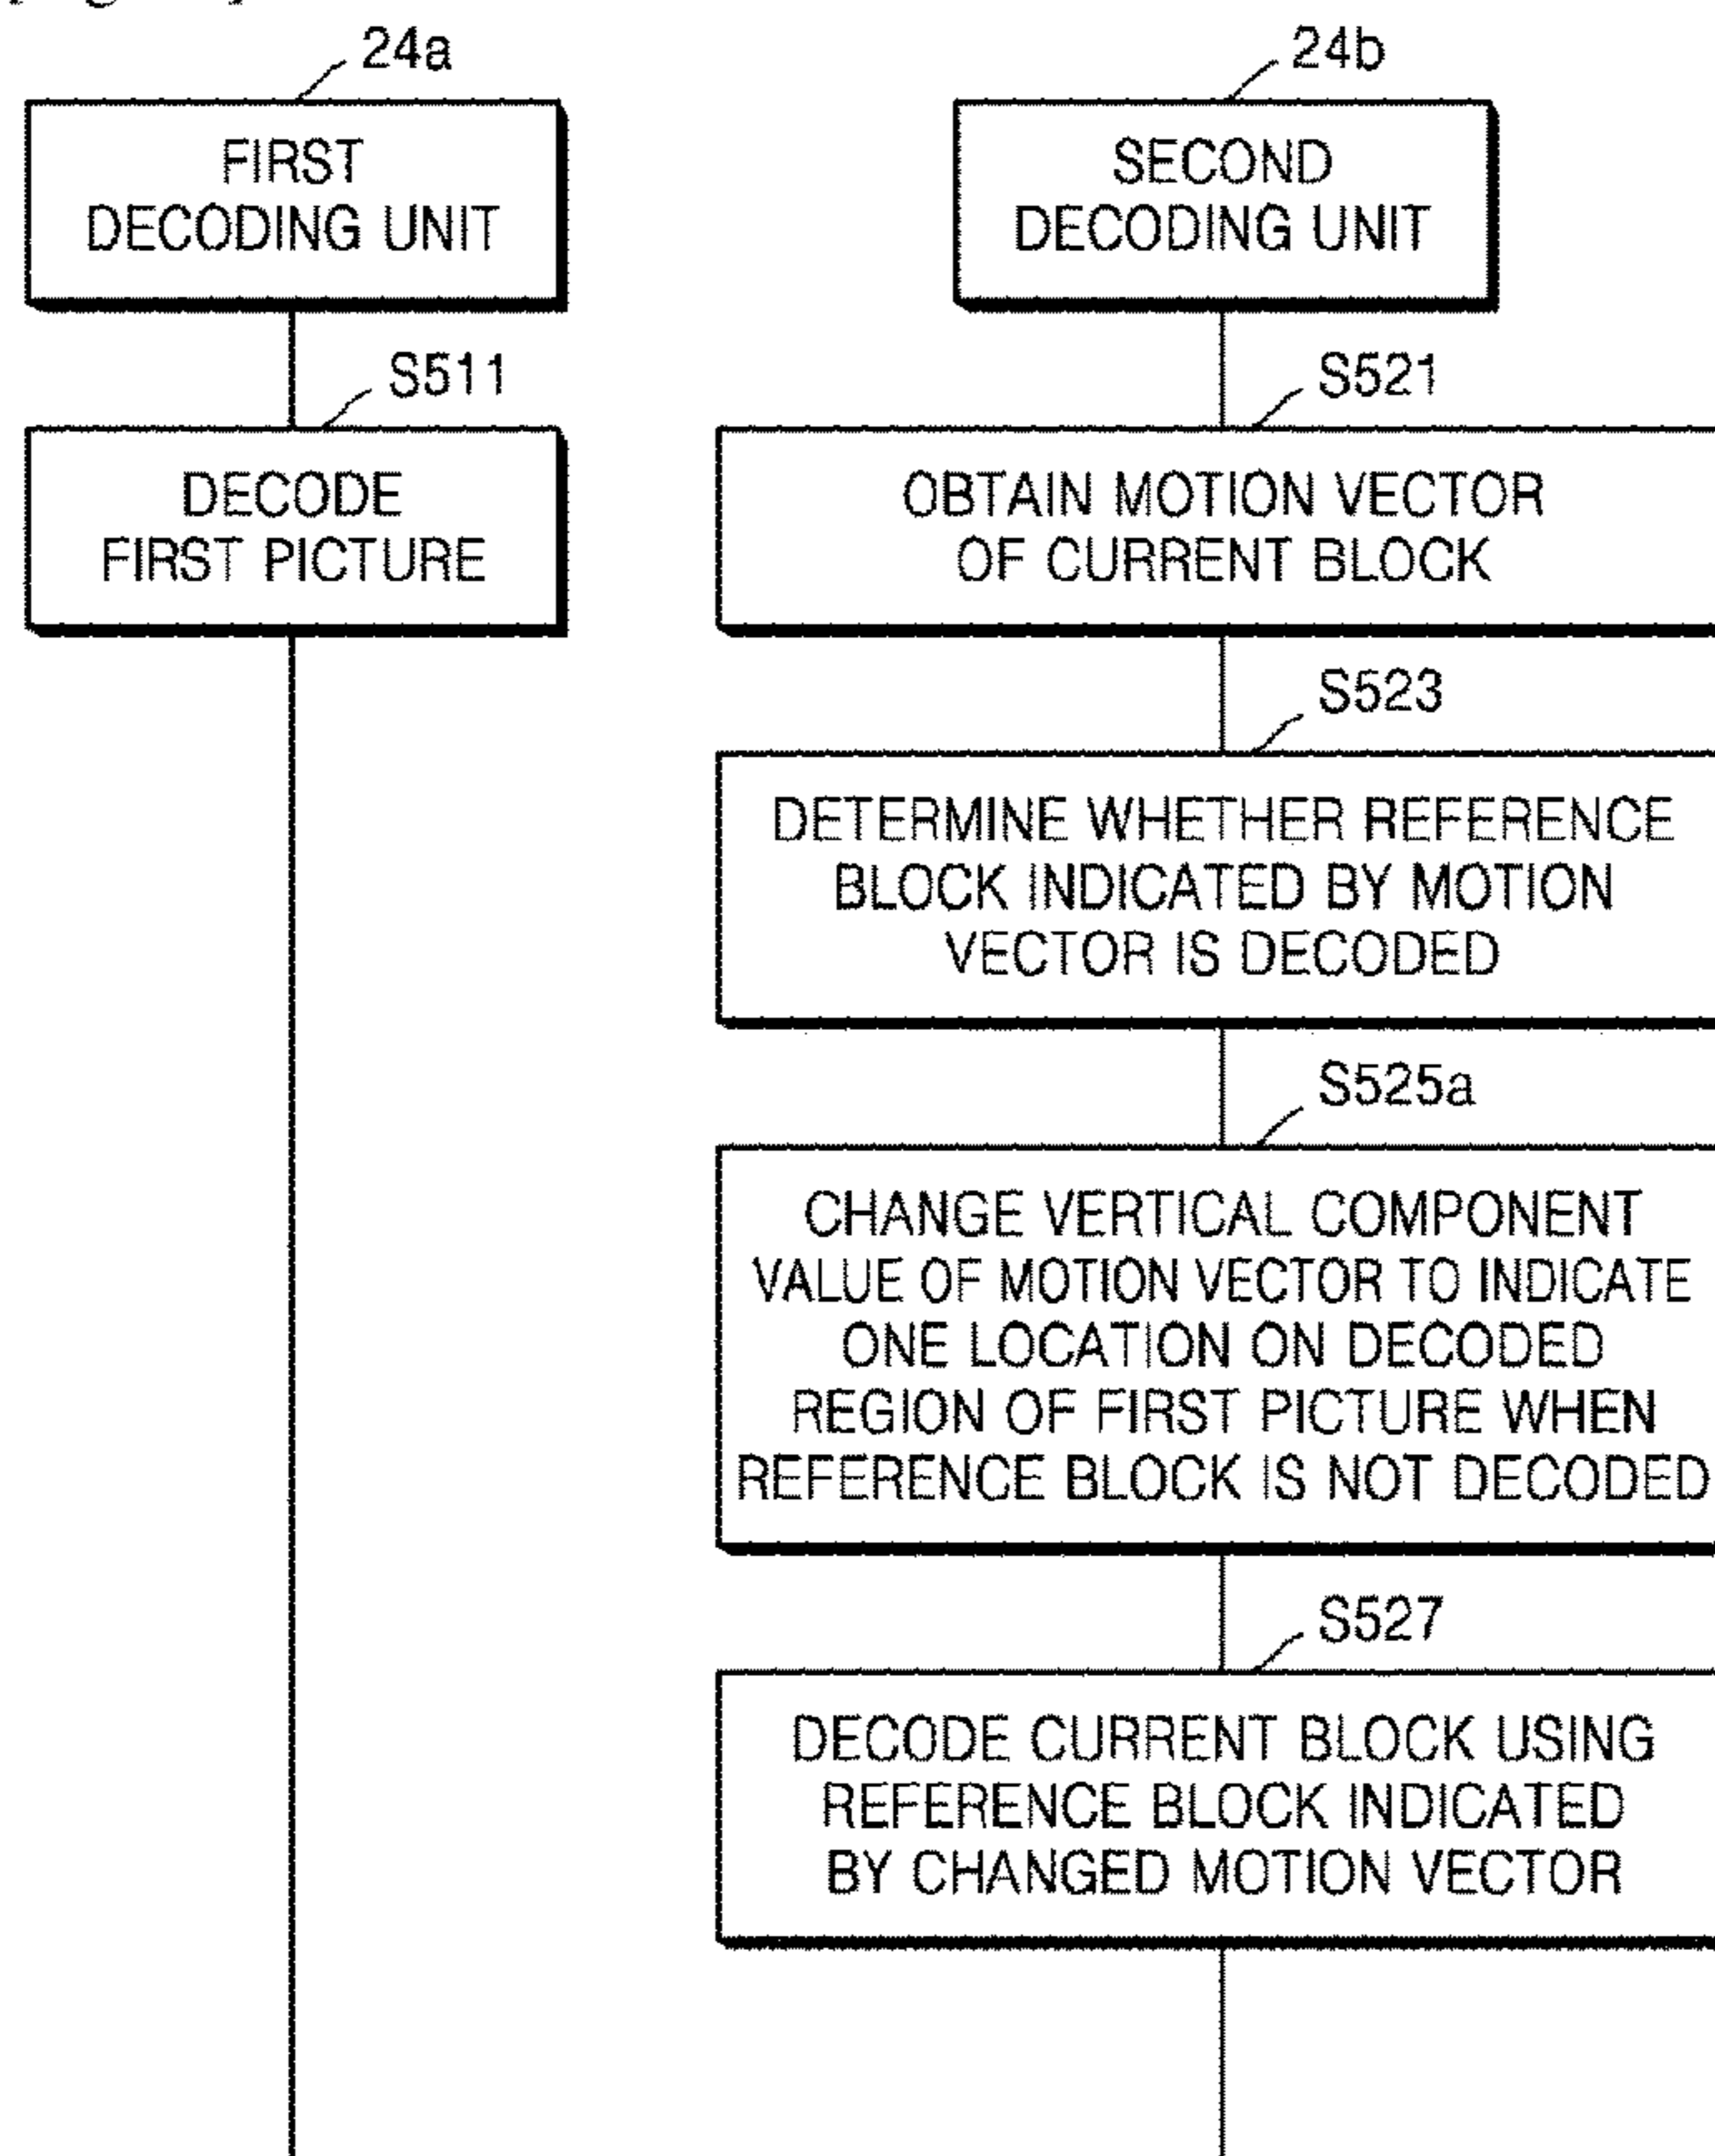 24a
FIRST
DECODING UNIT
S511
DECODE
FIRST PICTURE
24b
SECOND
DECODING UNIT
S521
OBTAIN MOTION VECTOR
OF CURRENT BLOCK
S523
DETERMINE WHETHER REFERENCE
BLOCK INDICATED BY MOTION
VECTOR IS DECODED
S525a
CHANGE VERTICAL COMPONENT
VALUE OF MOTION VECTOR TO INDICATE
ONE LOCATION ON DECODED
REGION OF FIRST PICTURE WHEN
REFERENCE BLOCK IS NOT DECODED
S527
DECODE CURRENT BLOCK USING
REFERENCE BLOCK INDICATED
BY CHANGED MOTION VECTOR